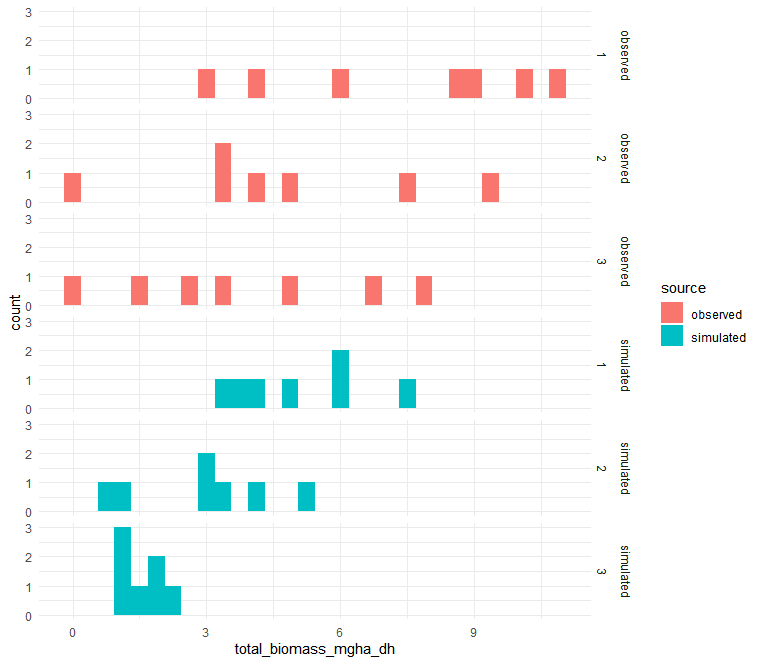 3
2
1
0
observed
1
3
2
1
0
observed
2
3
2
1
0
observed
3
3
2
1
0
simulated
1
3
2
1
0
simulated
2
3
2
1
0
simulated
3
count
0 3 6 9
total_biomass_mgha_dh
source
observed
simulated